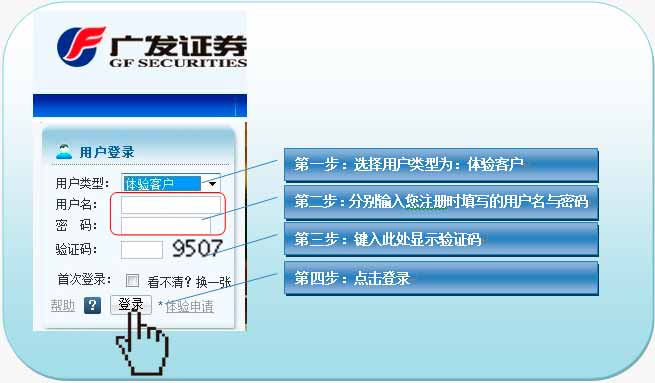 广发证券
GF SECURITIES
用户登录
用户类型: 体验客户
用户名:
密 码:
验证码: 9507
首次登录: 看不清?换一张
帮助 ? 登录 *体验申请
第一步：选择用户类型为：体验客户
第二步：分别输入您注册时填写的用户名与密码
第三步：键入此处显示验证码
第四步：点击登录